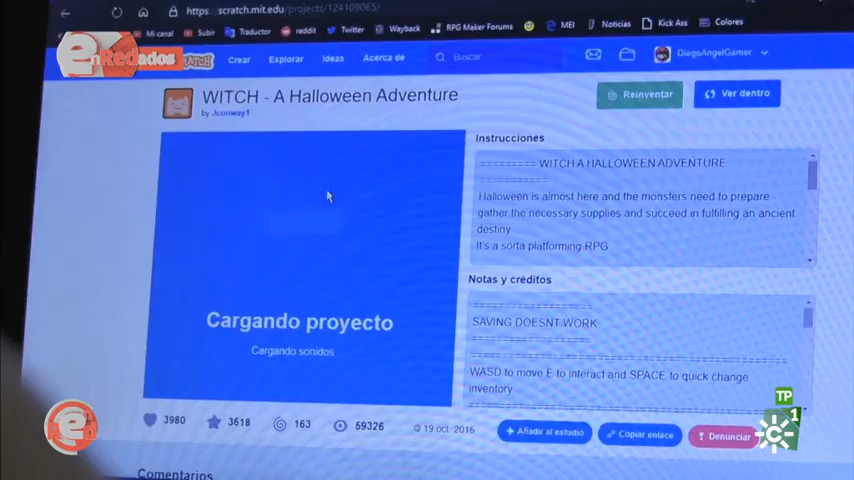 https://scratch.mit.edu/projects/124109065/
Mi canal
Subir
Traductor
reddit
Twitter
Wayback
RPG Maker Forums
MEI
Noticias
Kick Ass
Colores
enRedados
Crear
Explorar
Ideas
Acerca de
Buscar
DiegoAngelGamer
WITCH - A Halloween Adventure
by Jconway1
Reinventar
Ver dentro
Instrucciones
========= WITCH A HALLOWEEN ADVENTURE
=========
Halloween is almost here and the monsters need to prepare -
gather the necessary supplies and succeed in fulfilling an ancient
destiny
It's a sorta platforming RPG
Notas y créditos
SAVING DOESNT WORK
WASD to move E to interact and SPACE to quick change
inventory
Cargando proyecto
Cargando sonidos
3980
3618
163
59326
© 19 oct. 2016
Añadir al estudio
Copiar enlace
Denunciar
Comentarios
TP
1